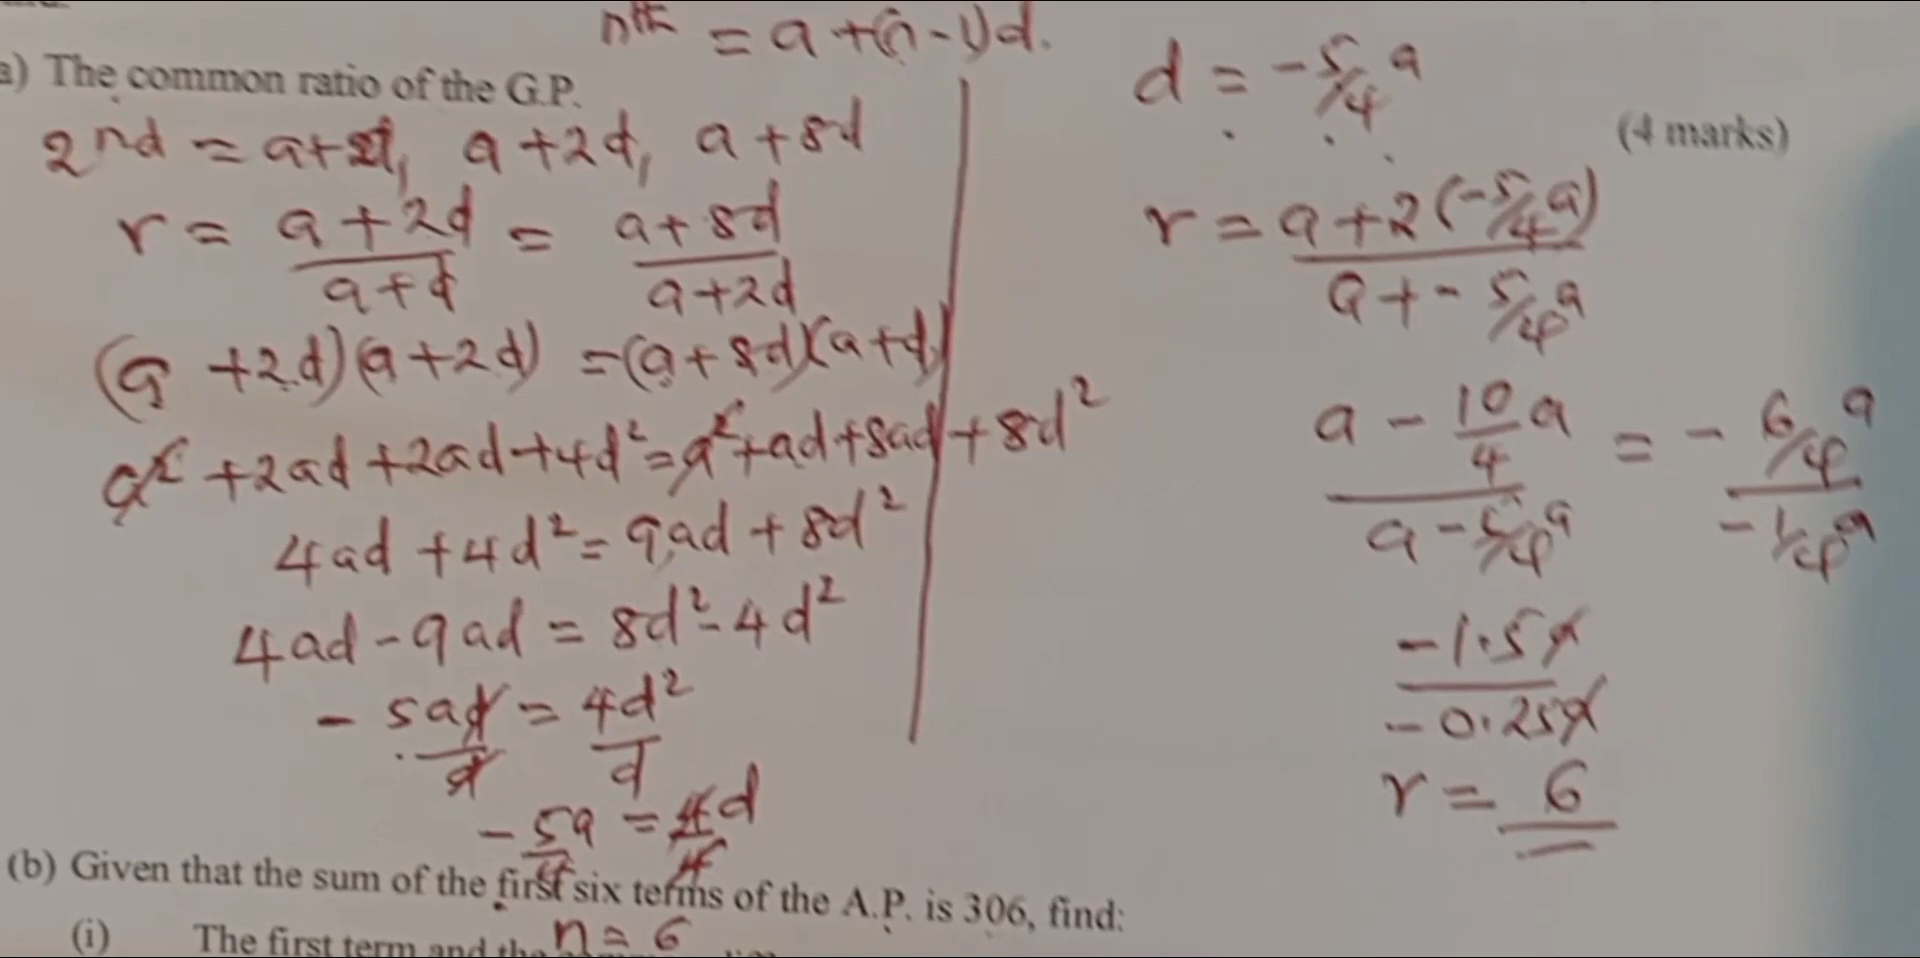 nth = a + (n - 1)d.
a) The common ratio of the G.P.
2nd = a+d, a+2d, a+8d
r = a+2d/a+d = a+8d/a+2d
(a +2d)(a+2d) = (a+8d)(a+d)
a² +2ad +2ad +4d² = a²+ad+8ad+8d²
4ad +4d² = 9ad + 8d²
4ad - 9ad = 8d² - 4d²
- 5ad/d = 4d²/d
- 5a/4 = 4d/4
d = -5/4 a
(4 marks)
r = a+2(-5/4 a)/a+ - 5/4 a
a - 10/4 a/a - 5/4 a = - 6/4 a/- 1/4 a
-1.5a/-0.25a
r = 6
(b) Given that the sum of the first six terms of the A.P. is 306, find:
(i) The first term and the
n = 6